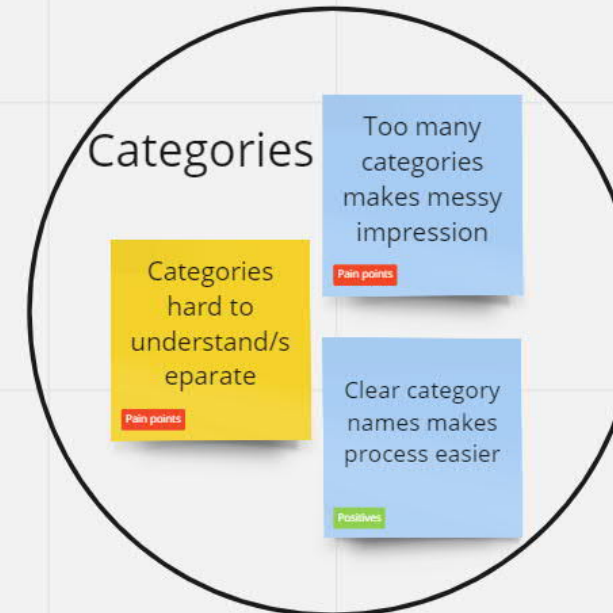 Categories
Too many
categories
makes messy
impression
Pain points
Categories
hard to
understand/s
eparate
Pain points
Clear category
names makes
process easier
Positives